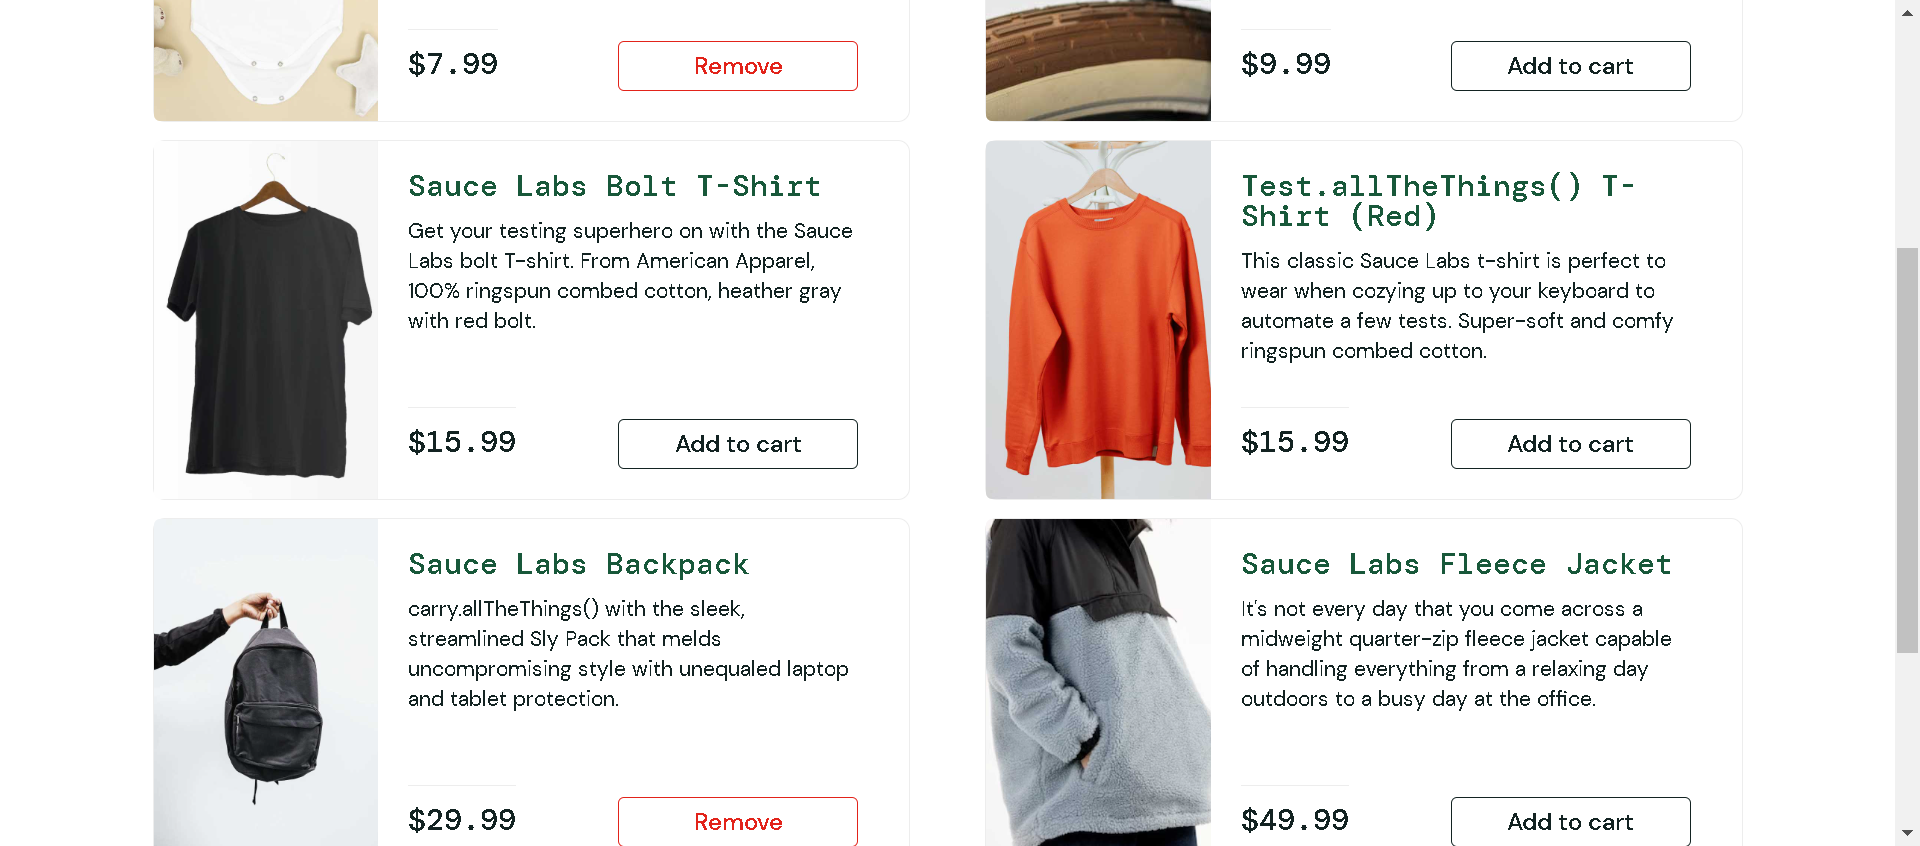 $7.99
Remove
$9.99
Add to cart
Sauce Labs Bolt T-Shirt
Get your testing superhero on with the Sauce
Labs bolt T-shirt. From American Apparel,
100% ringspun combed cotton, heather gray
with red bolt.
$15.99
Add to cart
Test.allTheThings() T-
Shirt (Red)
This classic Sauce Labs t-shirt is perfect to
wear when cozying up to your keyboard to
automate a few tests. Super-soft and comfy
ringspun combed cotton.
$15.99
Add to cart
Sauce Labs Backpack
carry.allTheThings() with the sleek,
streamlined Sly Pack that melds
uncompromising style with unequaled laptop
and tablet protection.
$29.99
Remove
Sauce Labs Fleece Jacket
It's not every day that you come across a
midweight quarter-zip fleece jacket capable
of handling everything from a relaxing day
outdoors to a busy day at the office.
$49.99
Add to cart